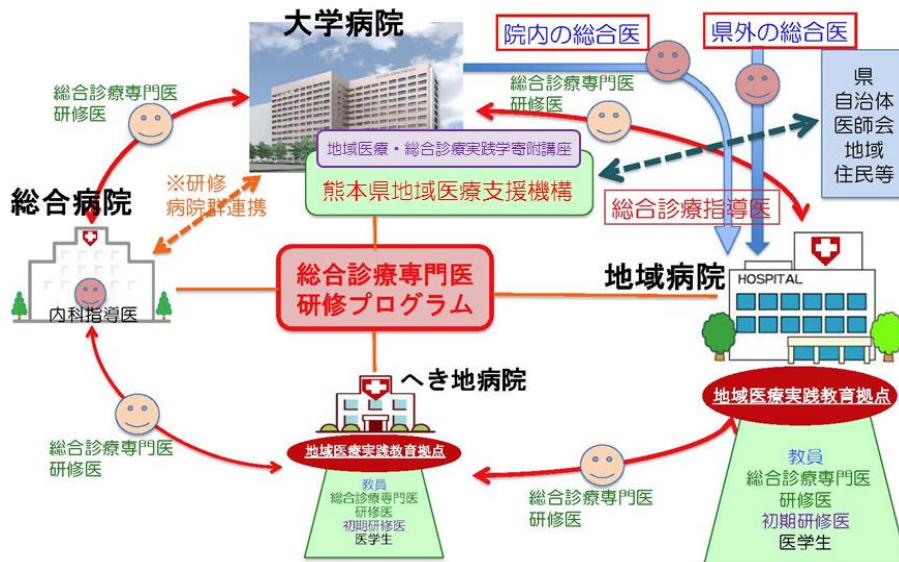 大学病院
院内の総合医
県外の総合医
総合診療専門医
研修医
総合診療専門医
研修医
県
自治体
医師会
地域
住民等
地域医療・総合診療実践学寄附講座
熊本県地域医療支援機構
※研修
病院群連携
総合病院
総合診療指導医
内科指導医
総合診療専門医
研修プログラム
地域病院
HOSPITAL
へき地病院
地域医療実践教育拠点
教員
総合診療専門医
研修医
初期研修医
医学生
地域医療実践教育拠点
教員
総合診療専門医
研修医
初期研修医
医学生
総合診療専門医
研修医
総合診療専門医
研修医